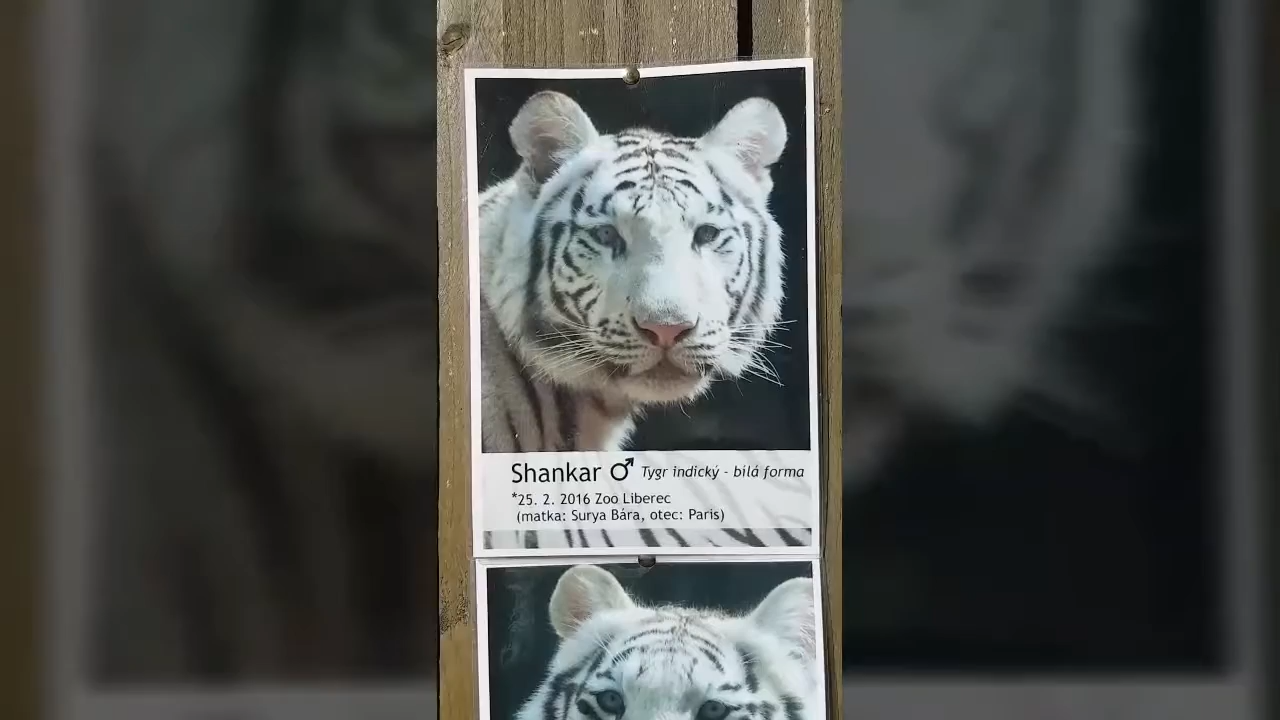 Shankar ♂ Tygr indický - bílá forma
*25. 2. 2016 Zoo Liberec
(matka: Surya Bára, otec: Paris)